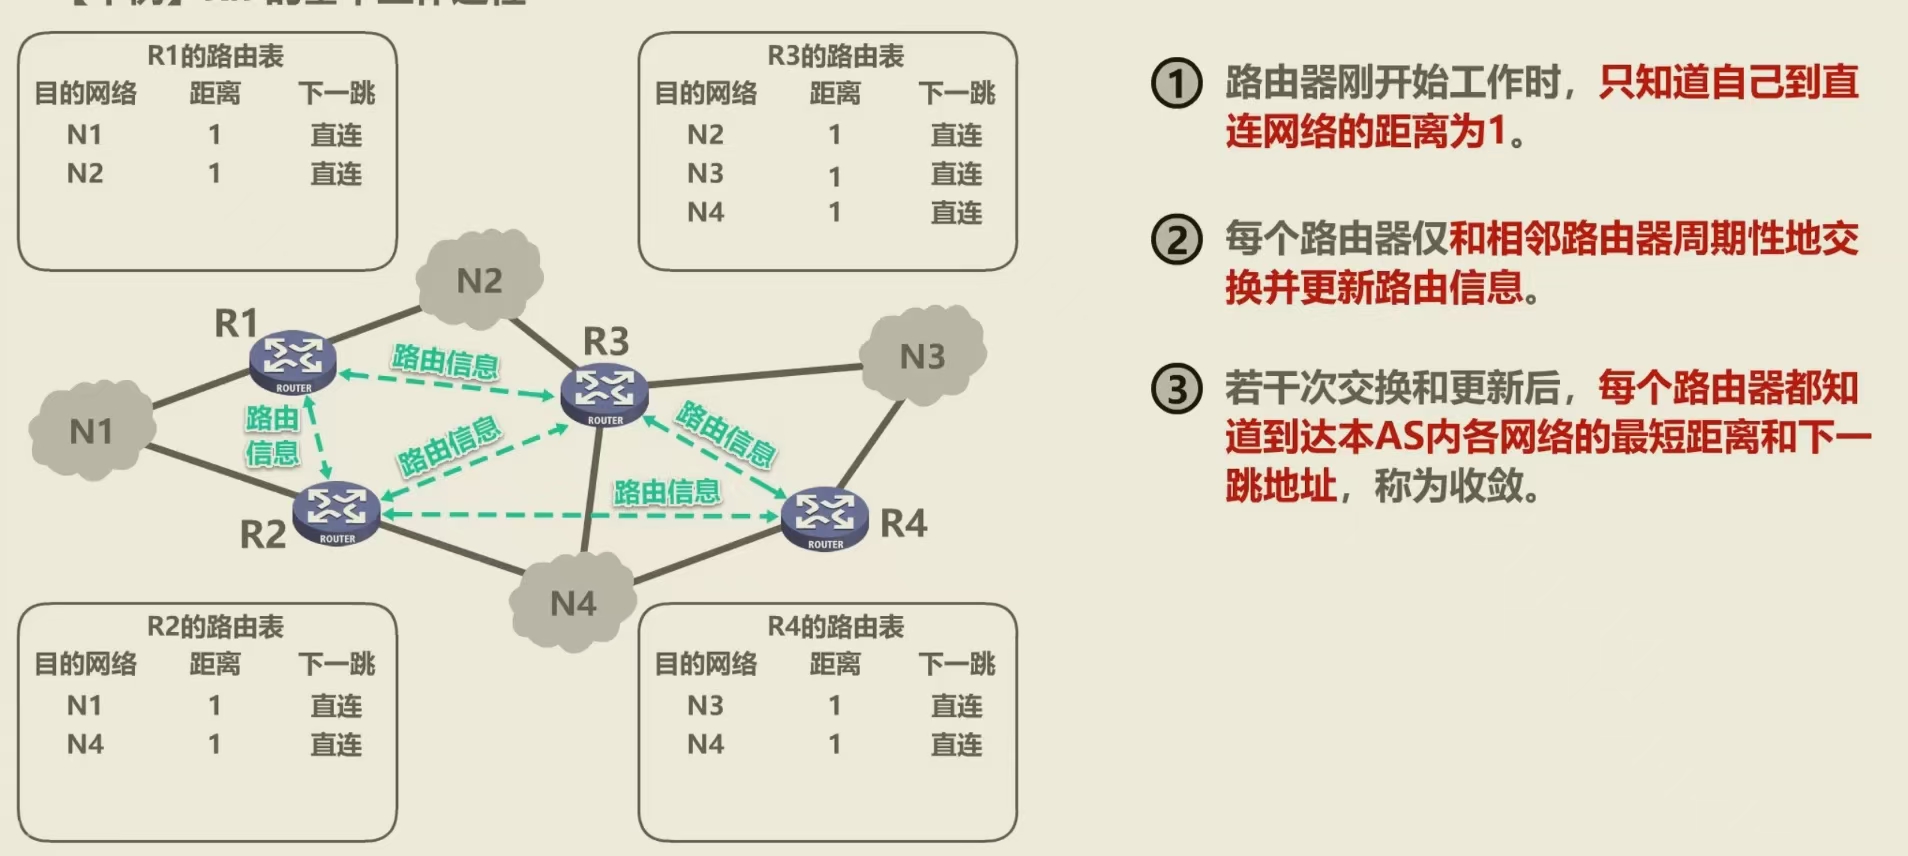 R1的路由表
目的网络 距离 下一跳
N1 1 直连
N2 1 直连
R3的路由表
目的网络 距离 下一跳
N2 1 直连
N3 1 直连
N4 1 直连
N2
R1
R3
N3
路由信息
ROUTER
ROUTER
N1
路由
信息
路由信息
路由信息
路由信息
R2
ROUTER
ROUTER
R4
N4
R2的路由表
目的网络 距离 下一跳
N1 1 直连
N4 1 直连
R4的路由表
目的网络 距离 下一跳
N3 1 直连
N4 1 直连
① 路由器刚开始工作时，只知道自己到直
连网络的距离为1。
② 每个路由器仅和相邻路由器周期性地交
换并更新路由信息。
③ 若干次交换和更新后，每个路由器都知
道到达本AS内各网络的最短距离和下一
跳地址，称为收敛。